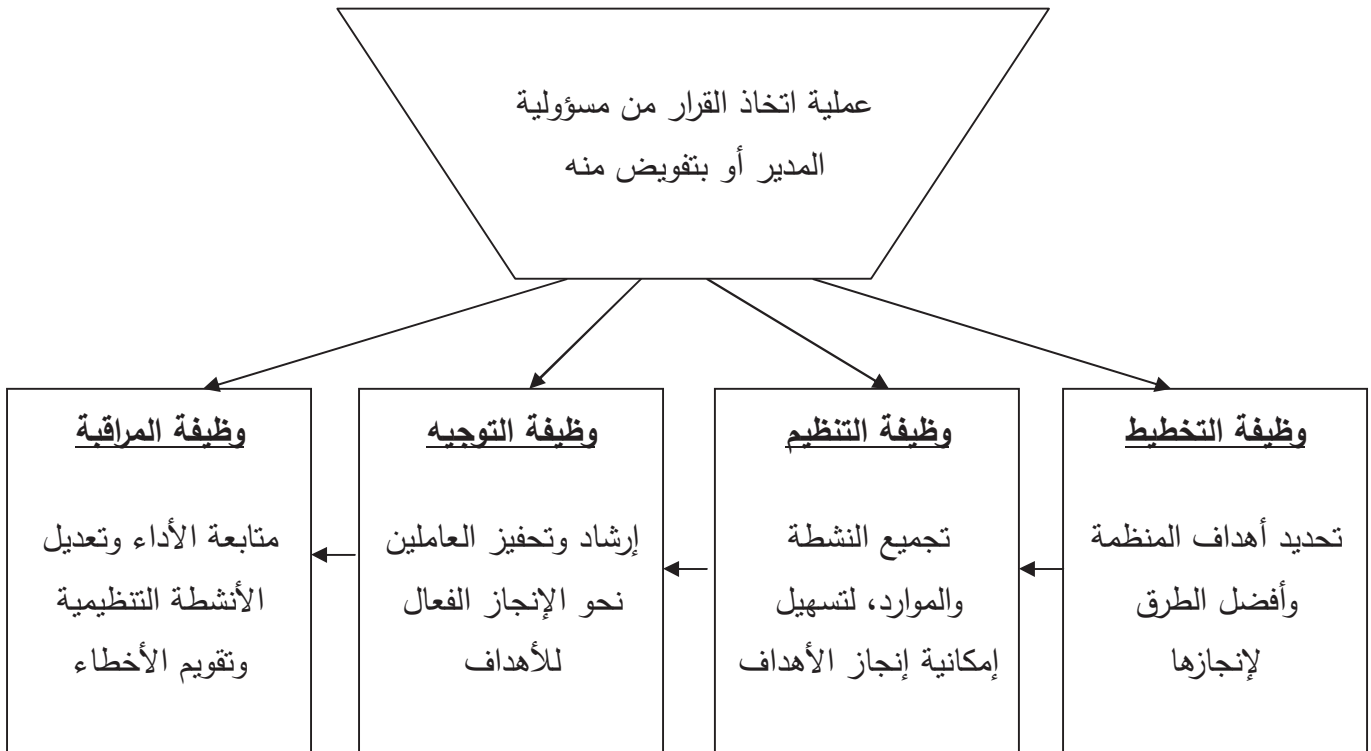 عملية اتخاذ القرار من مسؤولية
المدير أو بتفويض منه
وظيفة التخطيط
تحديد أهداف المنظمة
وأفضل الطرق
لإنجازها
وظيفة التنظيم
تجميع النشطة
والموارد، لتسهيل
إمكانية إنجاز الأهداف
وظيفة التوجيه
إرشاد وتحفيز العاملين
نحو الإنجاز الفعال
للأهداف
وظيفة المراقبة
متابعة الأداء وتعديل
الأنشطة التنظيمية
وتقويم الأخطاء